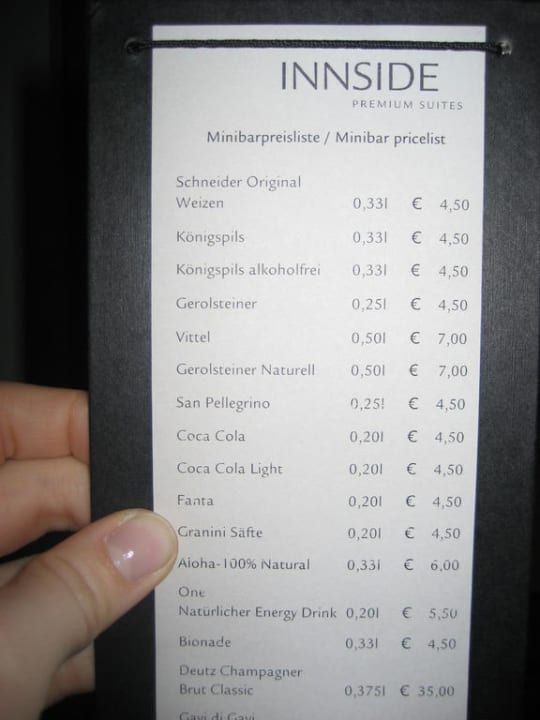 INNSIDE
PREMIUM SUITES
Minibarpreisliste / Minibar pricelist
Schneider Original
Weizen 0,33l € 4,50
Königspils 0,33l € 4,50
Königspils alkoholfrei 0,33l € 4,50
Gerolsteiner 0,25l € 4,50
Vittel 0,50l € 7,00
Gerolsteiner Naturell 0,50l € 7,00
San Pellegrino 0,25l € 4,50
Coca Cola 0,20l € 4,50
Coca Cola Light 0,20l € 4,50
Fanta 0,20l € 4,50
Granini Säfte 0,20l € 4,50
Aloha-100% Natural 0,33l € 6,00
One
Natürlicher Energy Drink 0,20l € 5,50
Bionade 0,33l € 4,50
Deutz Champagner
Brut Classic 0,375l € 35,00
Gavi di Gavi